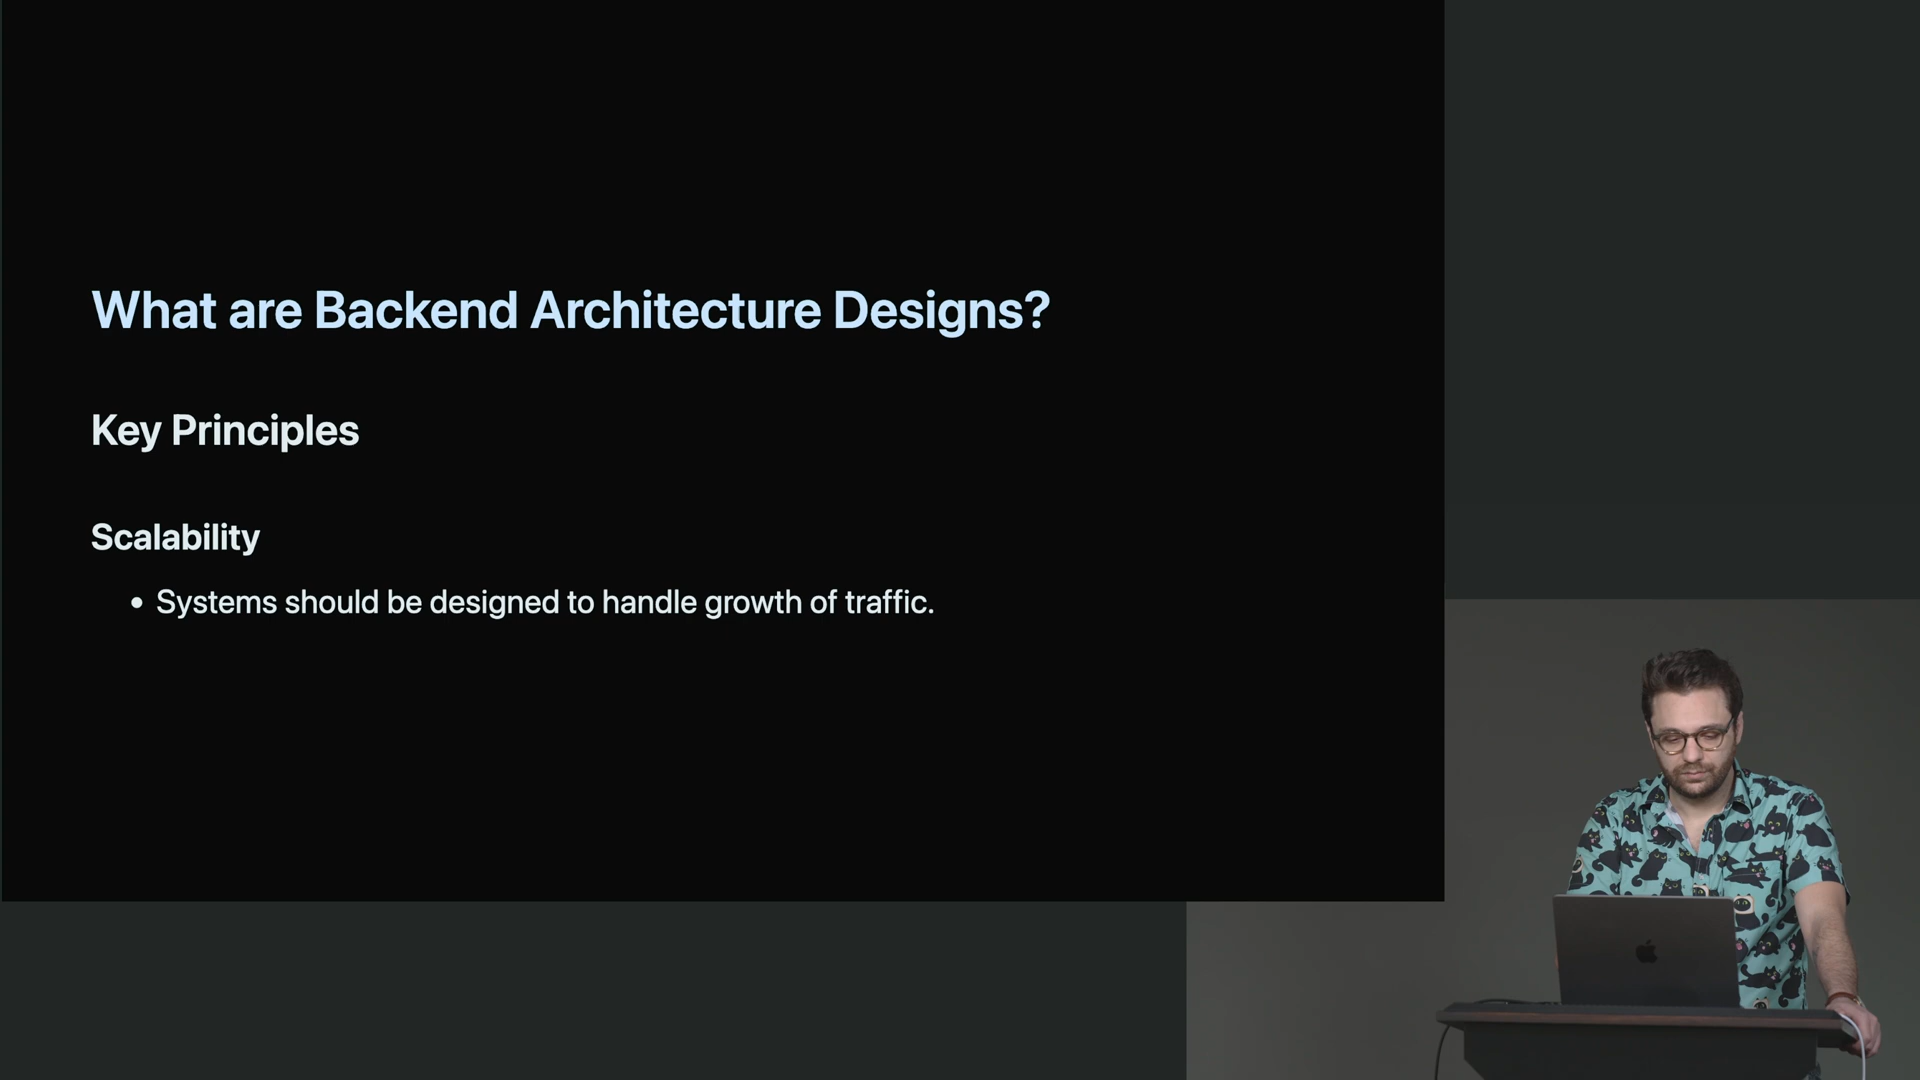 What are Backend Architecture Designs?
Key Principles
Scalability
• Systems should be designed to handle growth of traffic.